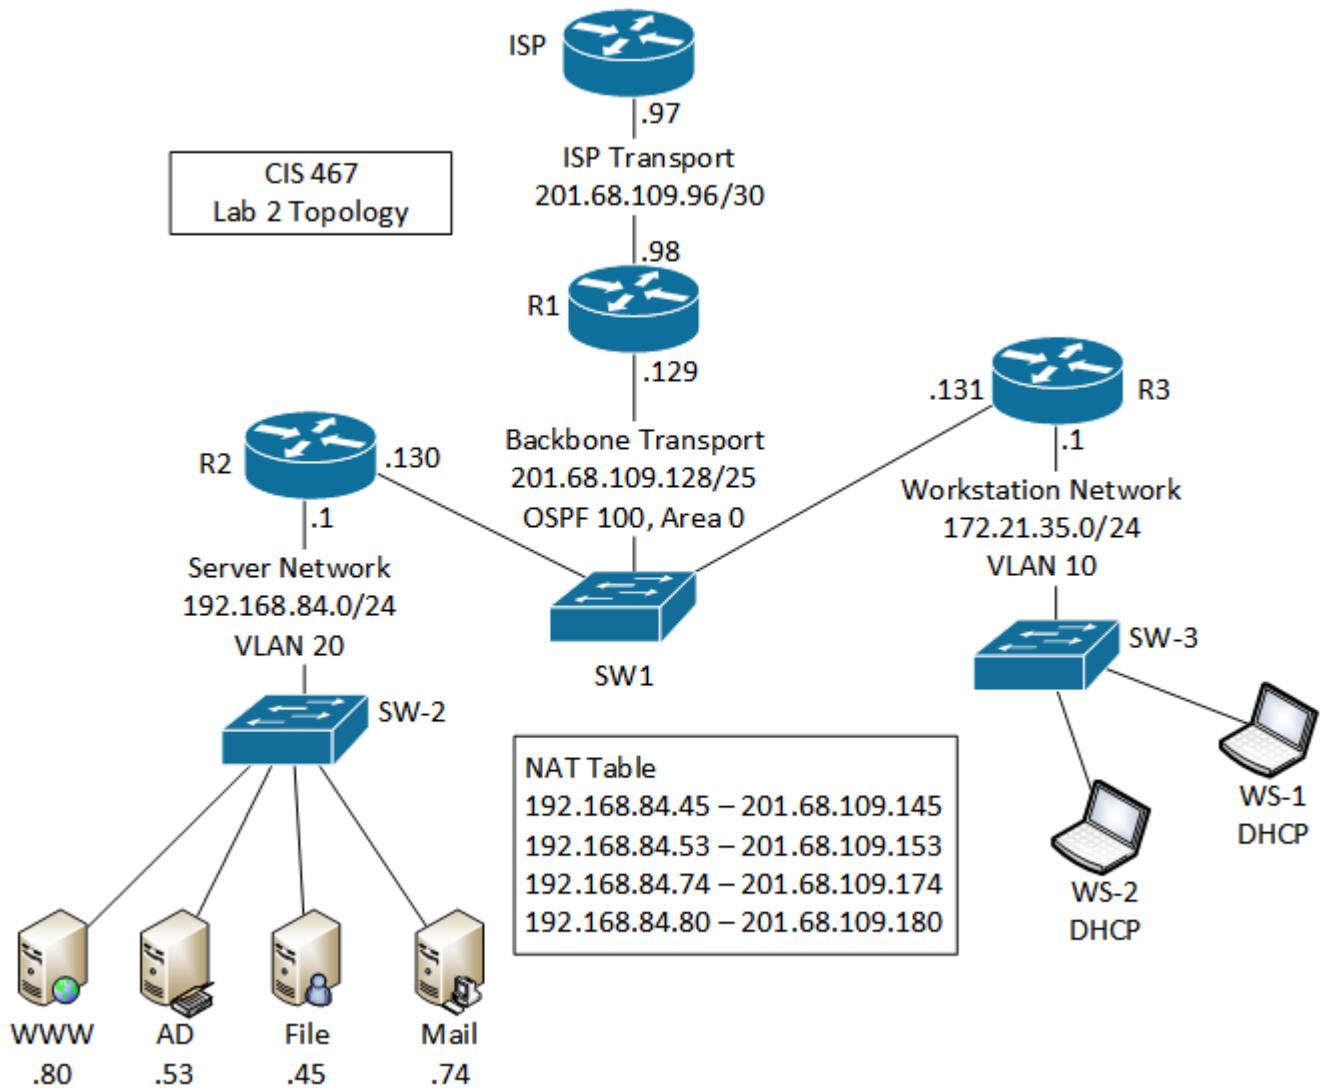 ISP
.97
ISP Transport
201.68.109.96/30
CIS 467
Lab 2 Topology
.98
R1
.129
.131
R3
R2
.130
.1
Backbone Transport
201.68.109.128/25
OSPF 100, Area 0
.1
Workstation Network
172.21.35.0/24
VLAN 10
Server Network
192.168.84.0/24
VLAN 20
SW1
SW-3
SW-2
NAT Table
192.168.84.45 – 201.68.109.145
192.168.84.53 – 201.68.109.153
192.168.84.74 – 201.68.109.174
192.168.84.80 – 201.68.109.180
WS-1
DHCP
WS-2
DHCP
WWW
.80
AD
.53
File
.45
Mail
.74